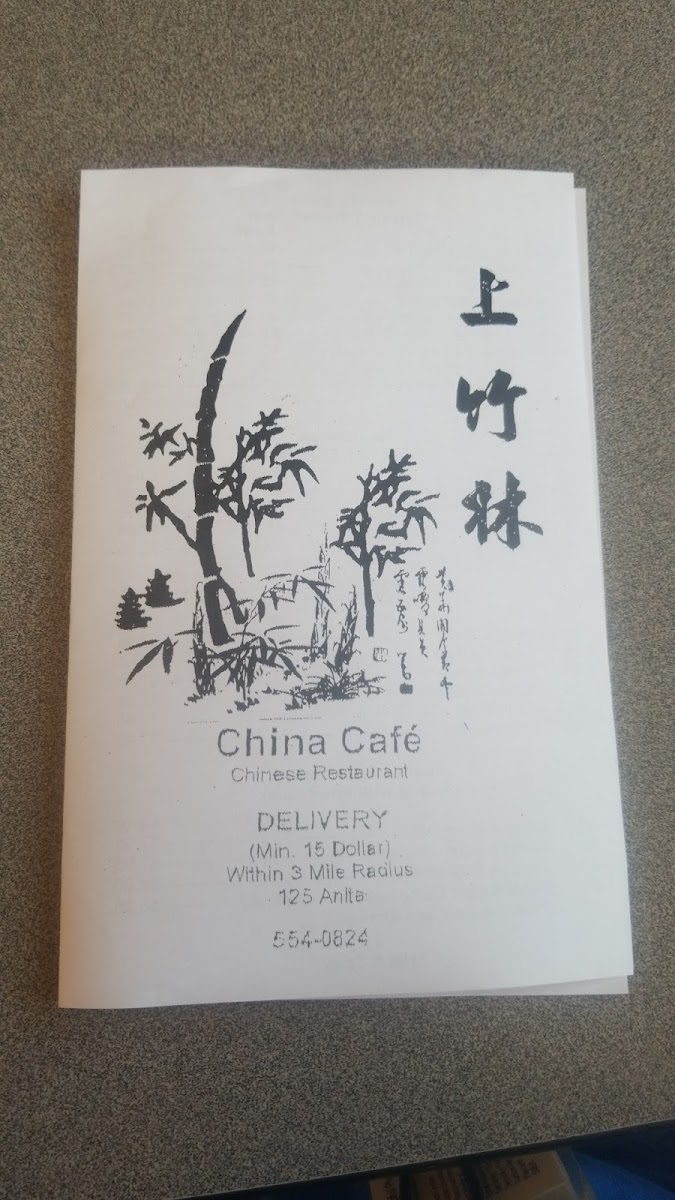 上竹林
China Café
Chinese Restaurant
DELIVERY
(Min. 15 Dollar)
Within 3 Mile Radius
125 Anita
554-0824